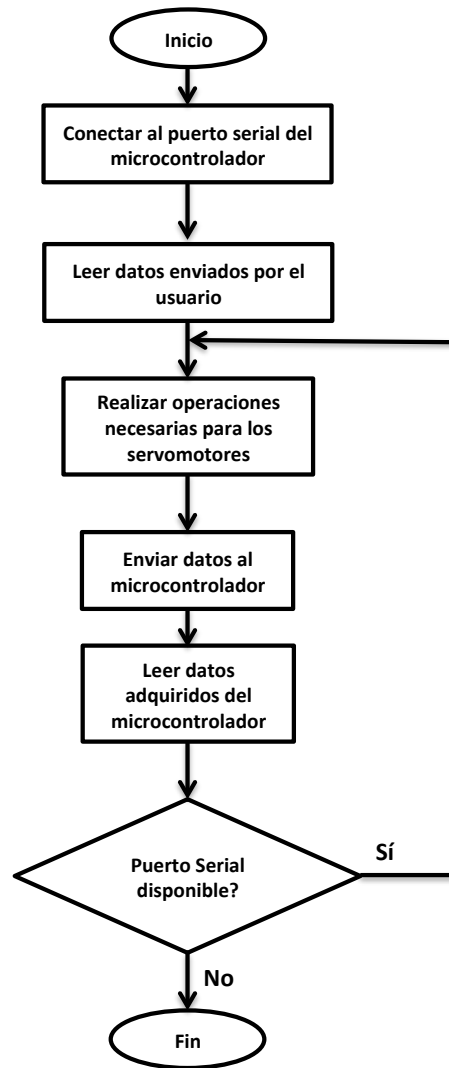 Inicio
Conectar al puerto serial del
microcontrolador
Leer datos enviados por el
usuario
Realizar operaciones
necesarias para los
servomotores
Enviar datos al
microcontrolador
Leer datos
adquiridos del
microcontrolador
Puerto Serial
disponible?
Sí
No
Fin